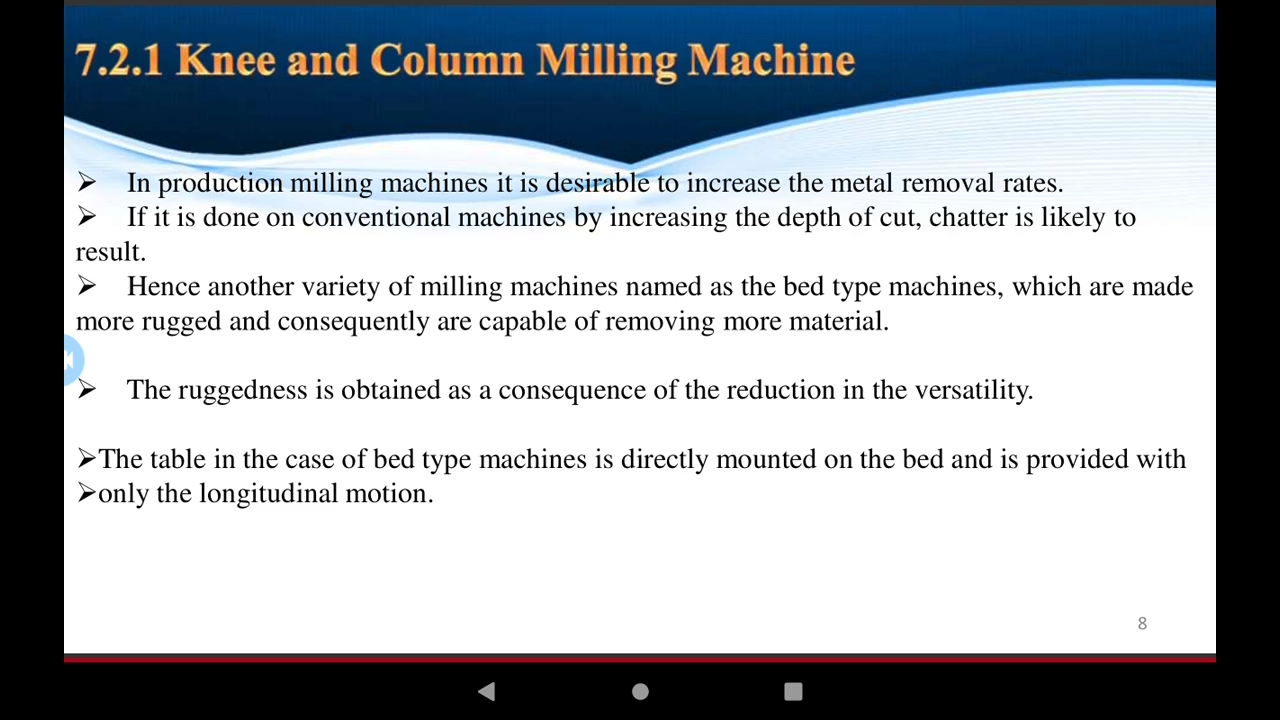 7.2.1 Knee and Column Milling Machine
➢ In production milling machines it is desirable to increase the metal removal rates.
➢ If it is done on conventional machines by increasing the depth of cut, chatter is likely to
result.
➢ Hence another variety of milling machines named as the bed type machines, which are made
more rugged and consequently are capable of removing more material.
➢ The ruggedness is obtained as a consequence of the reduction in the versatility.
➢The table in the case of bed type machines is directly mounted on the bed and is provided with
➢only the longitudinal motion.
8